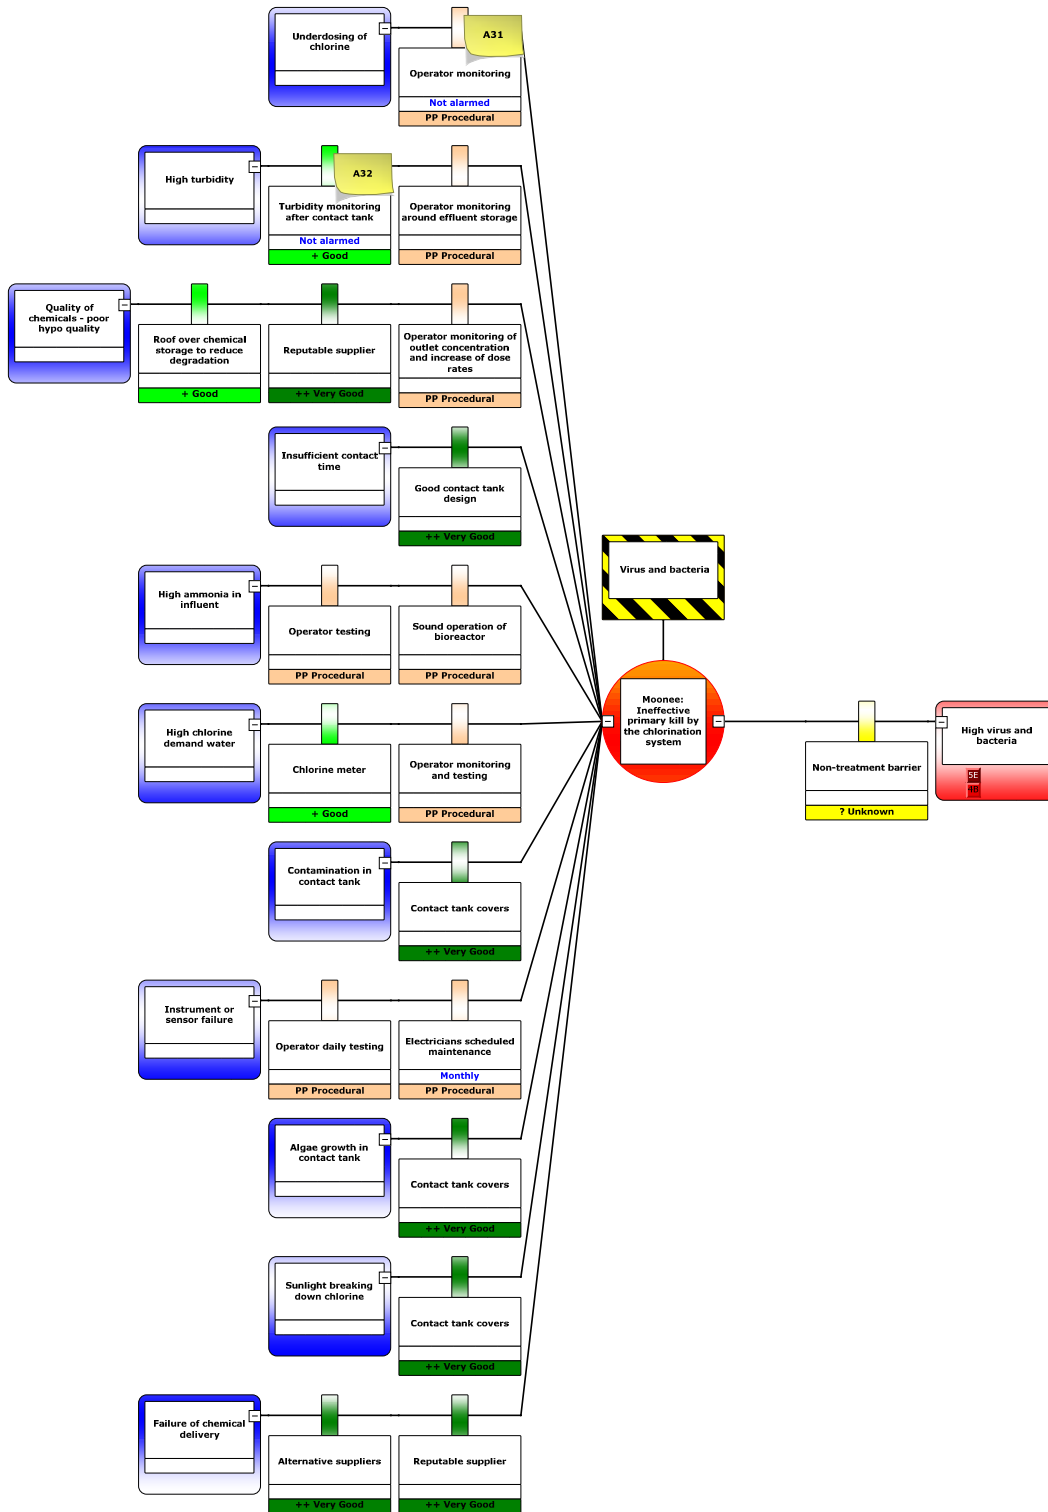 Underdosing of
chlorine
A31
Operator monitoring
Not alarmed
PP Procedural
High turbidity
A32
Turbidity monitoring
after contact tank
Not alarmed
+ Good
Operator monitoring
around effluent storage
PP Procedural
Quality of
chemicals - poor
hypo quality
Roof over chemical
storage to reduce
degradation
+ Good
Reputable supplier
++ Very Good
Operator monitoring of
outlet concentration
and increase of dose
rates
PP Procedural
Insufficient contact
time
Good contact tank
design
++ Very Good
Virus and bacteria
High ammonia in
influent
Operator testing
PP Procedural
Sound operation of
bioreactor
PP Procedural
Moonee:
Ineffective
primary kill by
the chlorination
system
High virus and
bacteria
5E
Non-treatment barrier
? Unknown
High chlorine
demand water
Chlorine meter
+ Good
Operator monitoring
and testing
PP Procedural
Contamination in
contact tank
Contact tank covers
++ Very Good
Instrument or
sensor failure
Operator daily testing
PP Procedural
Electricians scheduled
maintenance
Monthly
PP Procedural
Algae growth in
contact tank
Contact tank covers
++ Very Good
Sunlight breaking
down chlorine
Contact tank covers
++ Very Good
Failure of chemical
delivery
Alternative suppliers
++ Very Good
Reputable supplier
++ Very Good